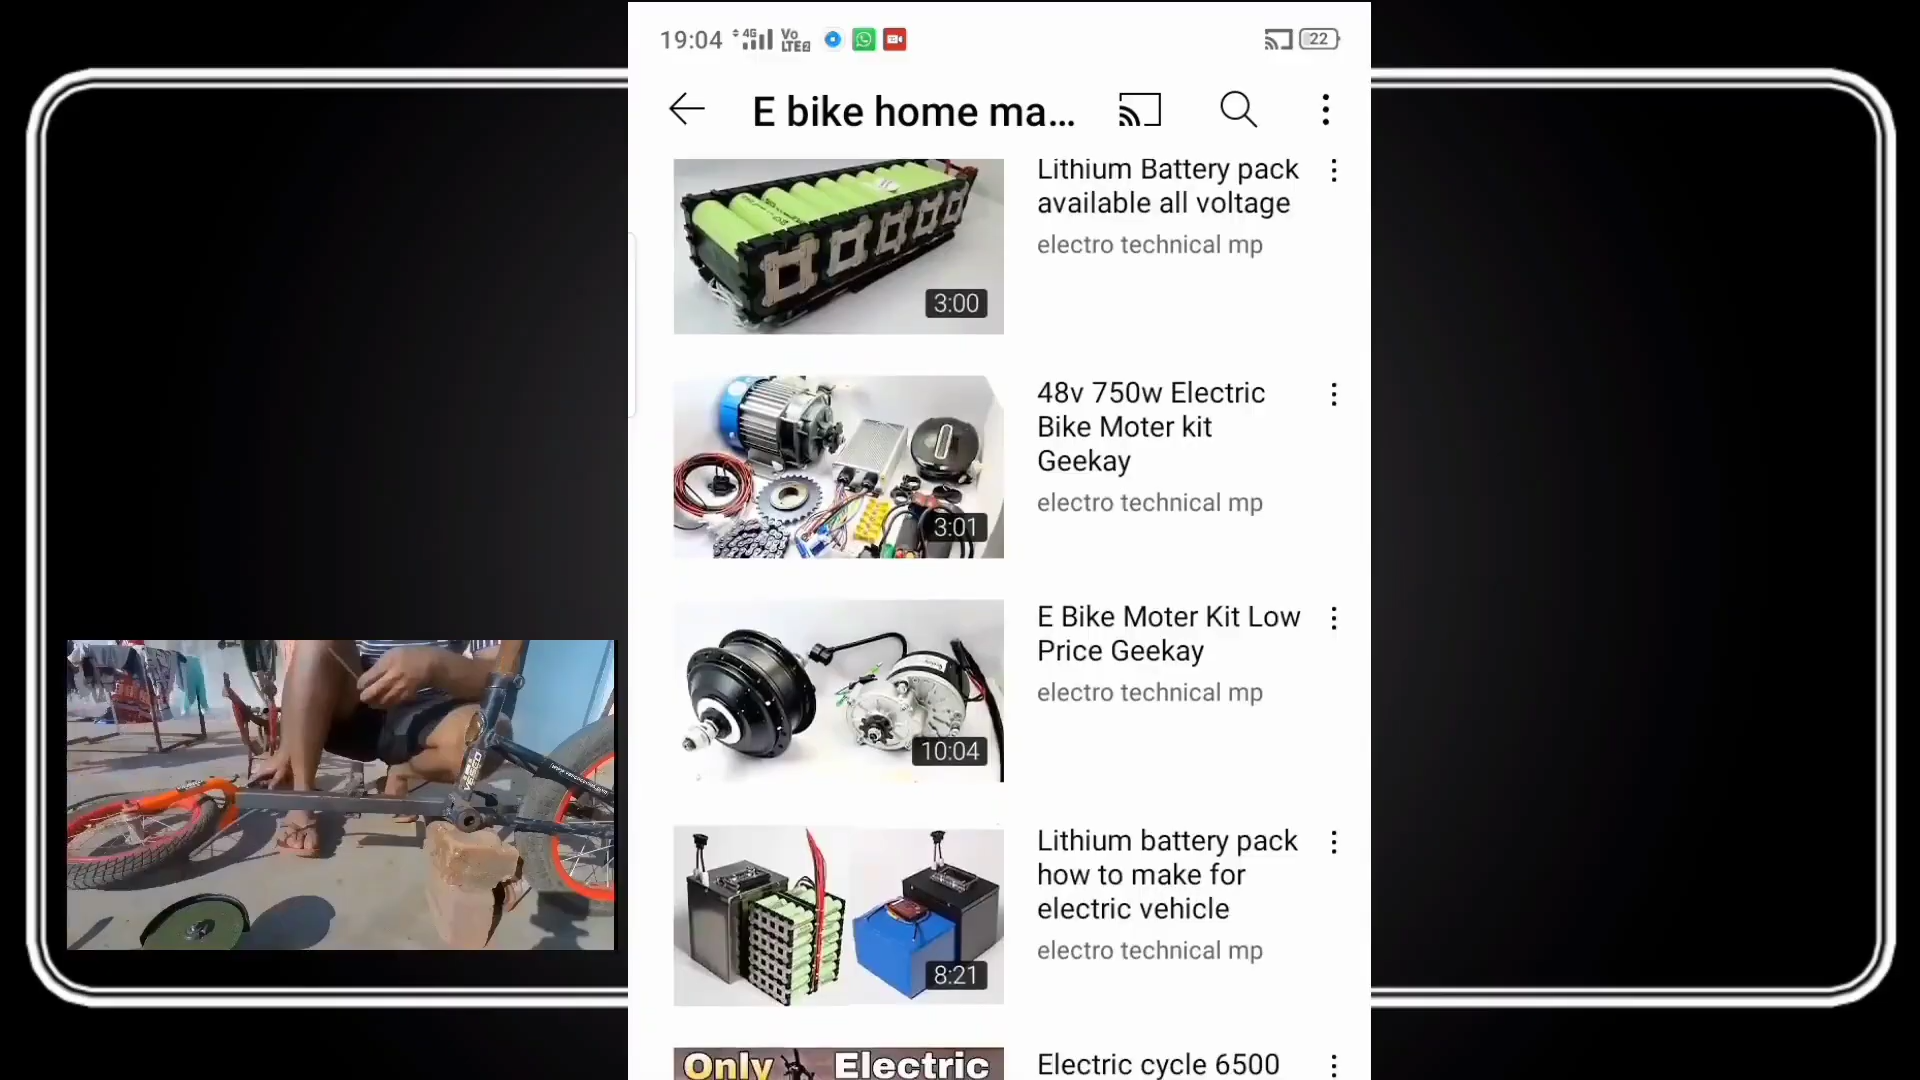 19:04
4G
Vo
LTE2
22
E bike home ma...
Lithium Battery pack
available all voltage
electro technical mp
3:00
48v 750w Electric
Bike Moter kit
Geekay
electro technical mp
3:01
E Bike Moter Kit Low
Price Geekay
electro technical mp
10:04
Lithium battery pack
how to make for
electric vehicle
electro technical mp
8:21
Only Electric
Electric cycle 6500